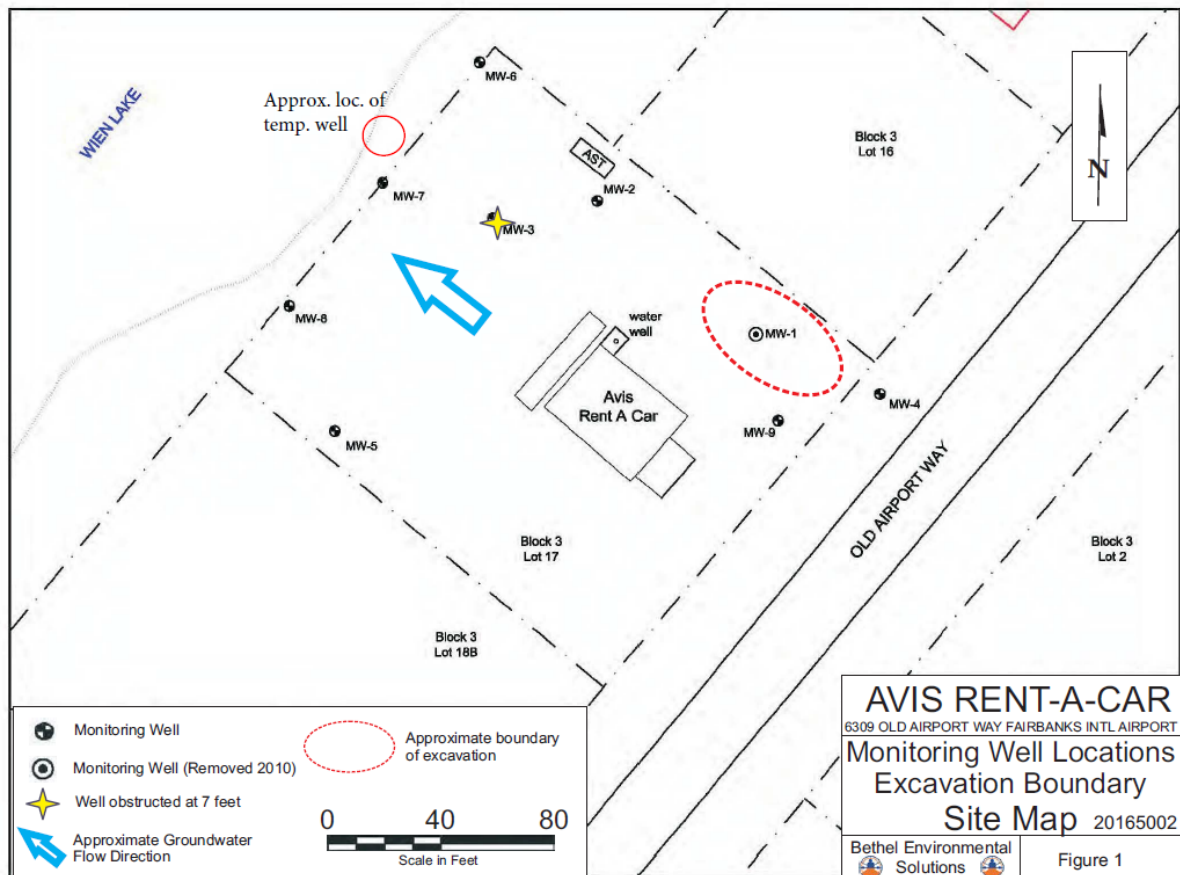 MW-6
Approx. loc. of
temp. well
WIEN LAKE
AST
Block 3
Lot 16
N
MW-7
MW-2
MW-3
MW-8
water
well
MW-1
Avis
Rent A Car
MW-4
MW-9
MW-5
OLD AIRPORT WAY
Block 3
Lot 17
Block 3
Lot 2
Block 3
Lot 18B
Monitoring Well
Monitoring Well (Removed 2010)
Well obstructed at 7 feet
Approximate Groundwater
Flow Direction
Approximate boundary
of excavation
0 40 80
Scale in Feet
AVIS RENT-A-CAR
6309 OLD AIRPORT WAY FAIRBANKS INTL AIRPORT
Monitoring Well Locations
Excavation Boundary
Site Map 20165002
Bethel Environmental
Solutions
Figure 1